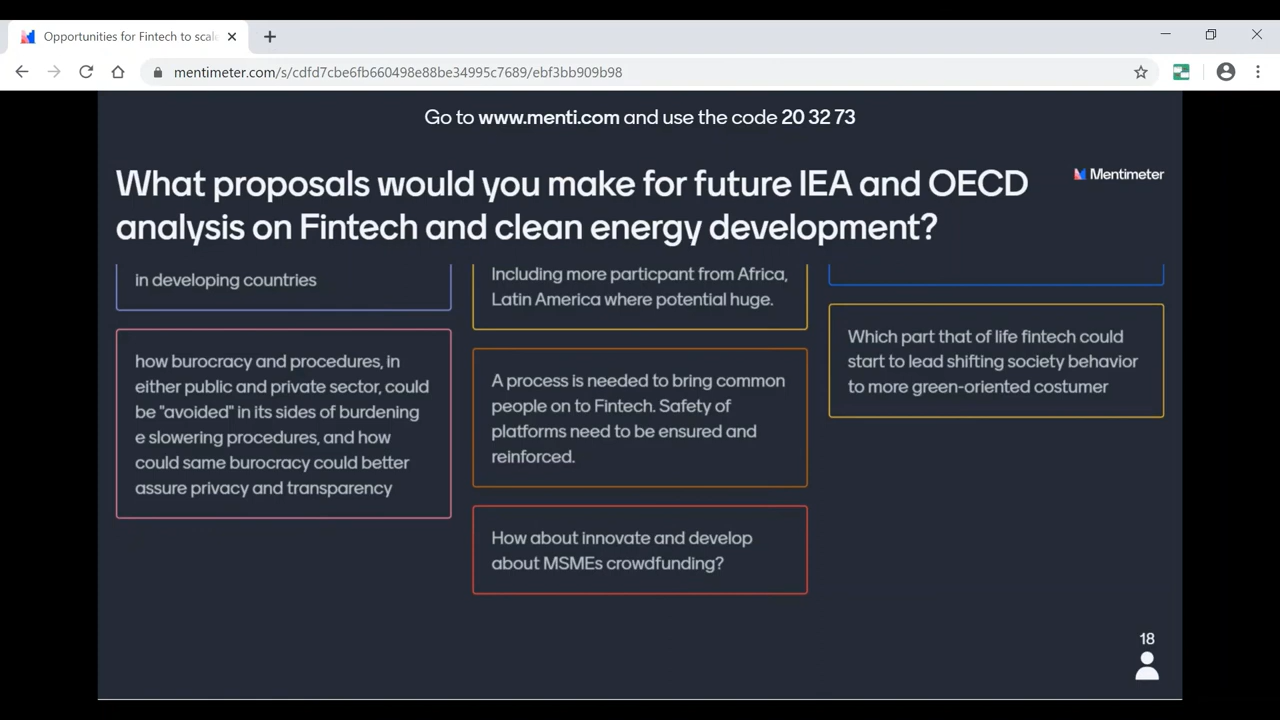 Opportunities for Fintech to scale
mentimeter.com/s/cdfd7cbe6fb660498e88be34995c7689/ebf3bb909b98
Go to www.menti.com and use the code 20 32 73
What proposals would you make for future IEA and OECD
analysis on Fintech and clean energy development?
Mentimeter
in developing countries
how burocracy and procedures, in
either public and private sector, could
be "avoided" in its sides of burdening
e slowering procedures, and how
could same burocracy could better
assure privacy and transparency
Including more particpant from Africa,
Latin America where potential huge.
A process is needed to bring common
people on to Fintech. Safety of
platforms need to be ensured and
reinforced.
How about innovate and develop
about MSMEs crowdfunding?
Which part that of life fintech could
start to lead shifting society behavior
to more green-oriented costumer
18